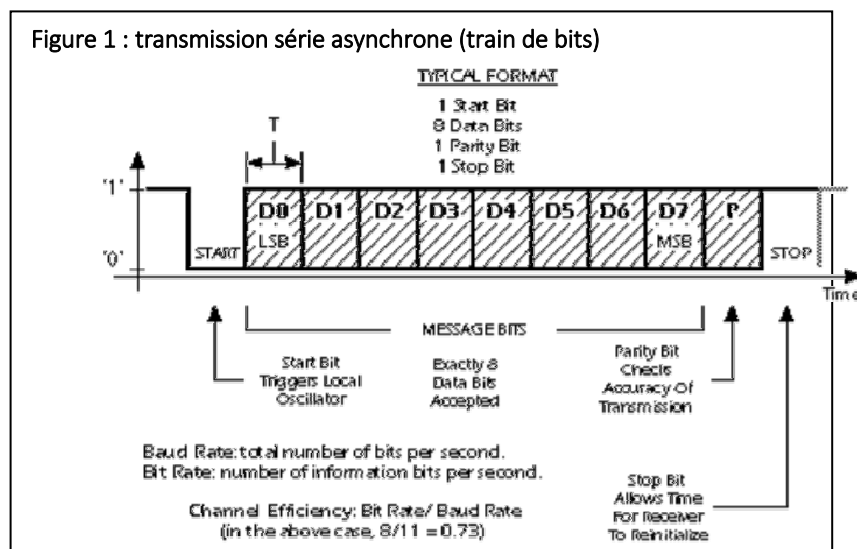 Figure 1 : transmission série asynchrone (train de bits)
TYPICAL FORMAT
1 Start Bit
8 Data Bits
1 Parity Bit
1 Stop Bit
T
'1'
D0 D1 D2 D3 D4 D5 D6 D7 P
START LSB MSB STOP
'0'
Time
MESSAGE BITS
Start Bit
Triggers Local
Oscillator
Exactly 8
Data Bits
Accepted
Parity Bit
Checks
Accuracy Of
Transmission
Baud Rate: total number of bits per second.
Bit Rate: number of information bits per second.
Channel Efficiency: Bit Rate/ Baud Rate
(in the above case, 8/11 = 0.73)
Stop Bit
Allows Time
For Receiver
To Reinitialize